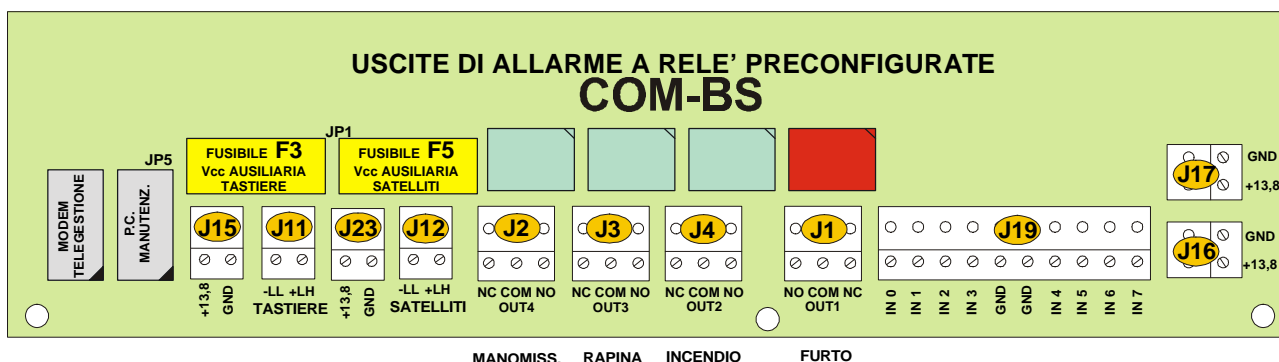 USCITE DI ALLARME A RELE' PRECONFIGURATE
COM-BS
JP1
JP5
FUSIBILE F3
Vcc AUSILIARIA
TASTIERE
FUSIBILE F5
Vcc AUSILIARIA
SATELLITI
MODEM
TELEGESTIONE
P.C.
MANUTENZ.
J15
J11
J23
J12
J2
J3
J4
J1
J19
J17
GND
+13,8
J16
GND
+13,8
+13,8
GND
-LL +LH
TASTIERE
+13,8
GND
-LL +LH
SATELLITI
NC COM NO
OUT4
NC COM NO
OUT3
NC COM NO
OUT2
NO COM NC
OUT1
IN 0
IN 1
IN 2
IN 3
GND
GND
IN 4
IN 5
IN 6
IN 7
MANOMISS. RAPINA INCENDIO FURTO